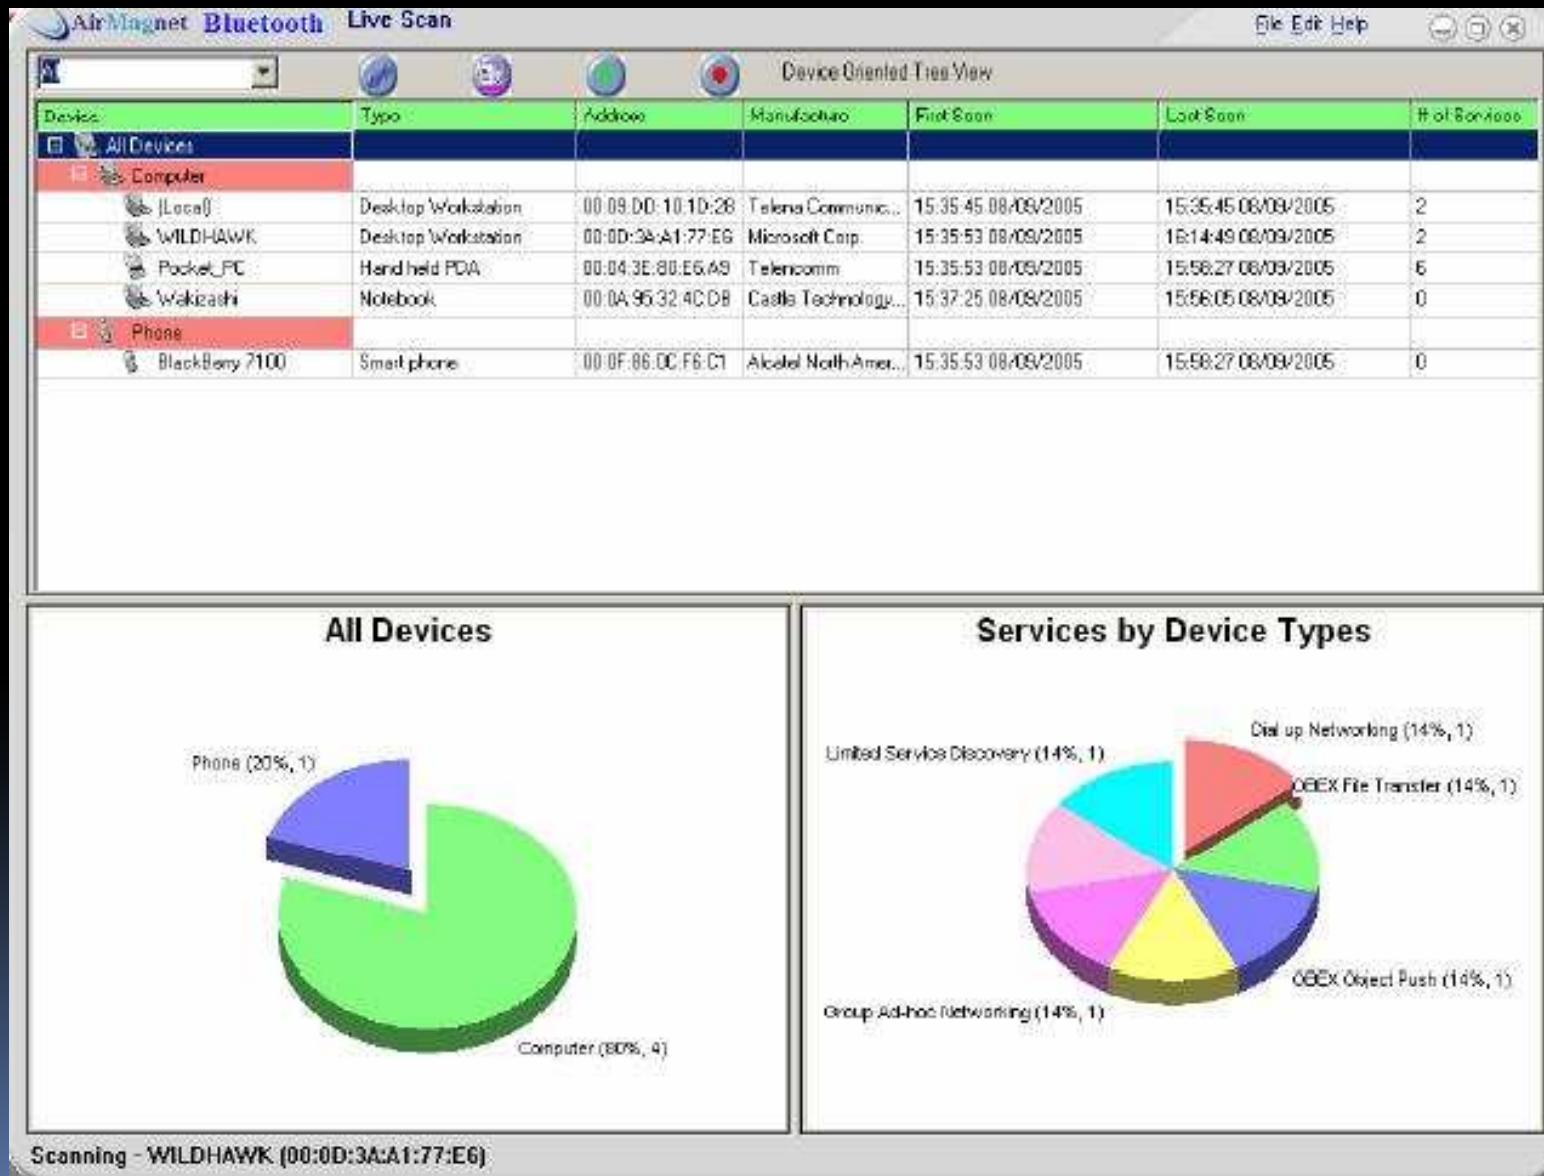 AirMagnet Bluetooth Live Scan File Edit Help
Device Oriented Tree View
Device Type Address Manufacture First Seen Last Seen # of Services
All Devices
Computer
(Local) Desktop Workstation 00:09:DD:10:1D:28 Telena Communic... 15:35:45 08/09/2005 15:35:45 08/09/2005 2
WILDHAWK Desktop Workstation 00:0D:3A:A1:77:E6 Microsoft Corp. 15:35:53 08/09/2005 16:14:49 08/09/2005 2
Pocket_PC Hand held PDA 00:04:3E:80:E6:A9 Telencomm 15:35:53 08/09/2005 15:58:27 08/09/2005 6
Wakizashi Notebook 00:0A:95:32:4C:D8 Castle Technology... 15:37:25 08/09/2005 15:56:05 08/09/2005 0
Phone
BlackBerry 7100 Smart phone 00:0F:86:0C:F6:C1 Alcatel North Amer... 15:35:53 08/09/2005 15:58:27 08/09/2005 0
All Devices
Phone (20%, 1)
Computer (80%, 4)
Services by Device Types
Dial up Networking (14%, 1)
Limited Service Discovery (14%, 1)
OBEX File Transfer (14%, 1)
OBEX Object Push (14%, 1)
Group Ad-hoc Networking (14%, 1)
Scanning - WILDHAWK (00:0D:3A:A1:77:E6)